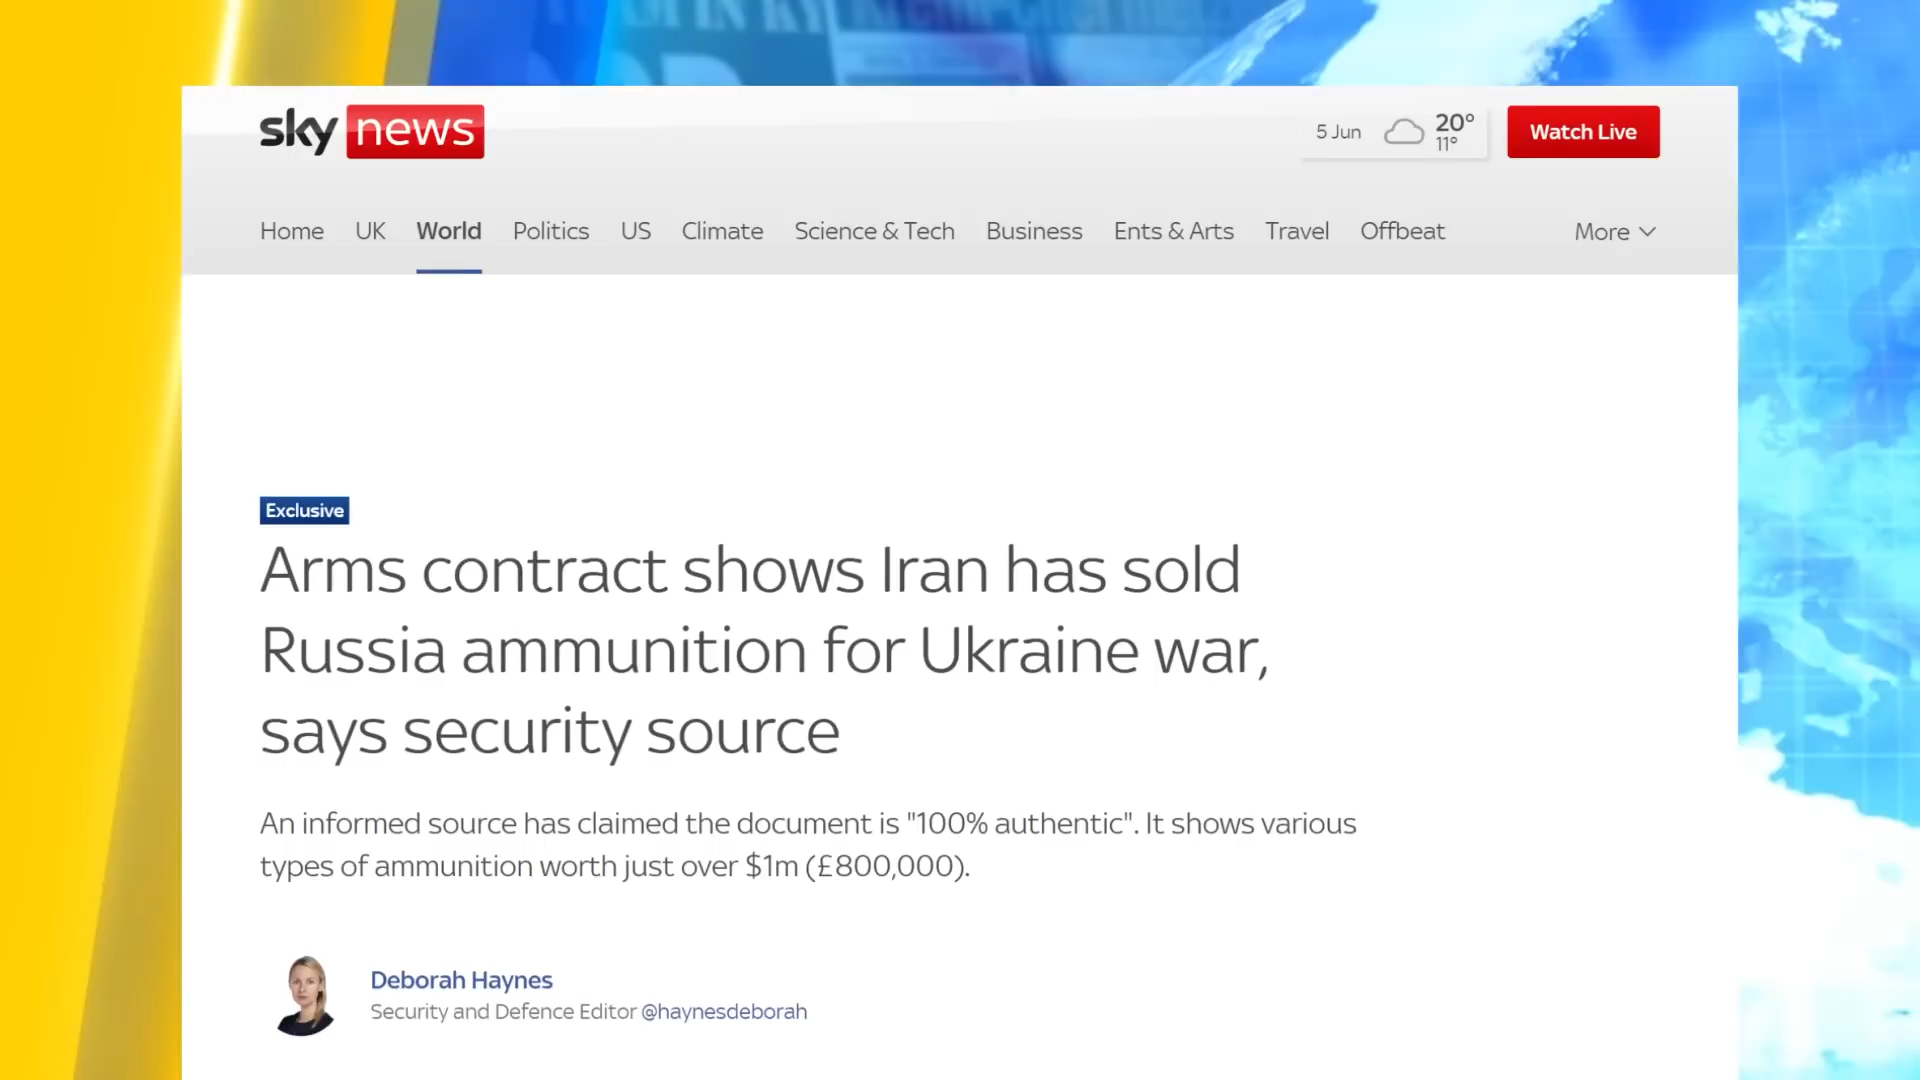 sky news
5 Jun
20°
11°
Watch Live
Home UK World Politics US Climate Science & Tech Business Ents & Arts Travel Offbeat More
Exclusive
Arms contract shows Iran has sold
Russia ammunition for Ukraine war,
says security source
An informed source has claimed the document is "100% authentic". It shows various
types of ammunition worth just over $1m (£800,000).
Deborah Haynes
Security and Defence Editor @haynesdeborah